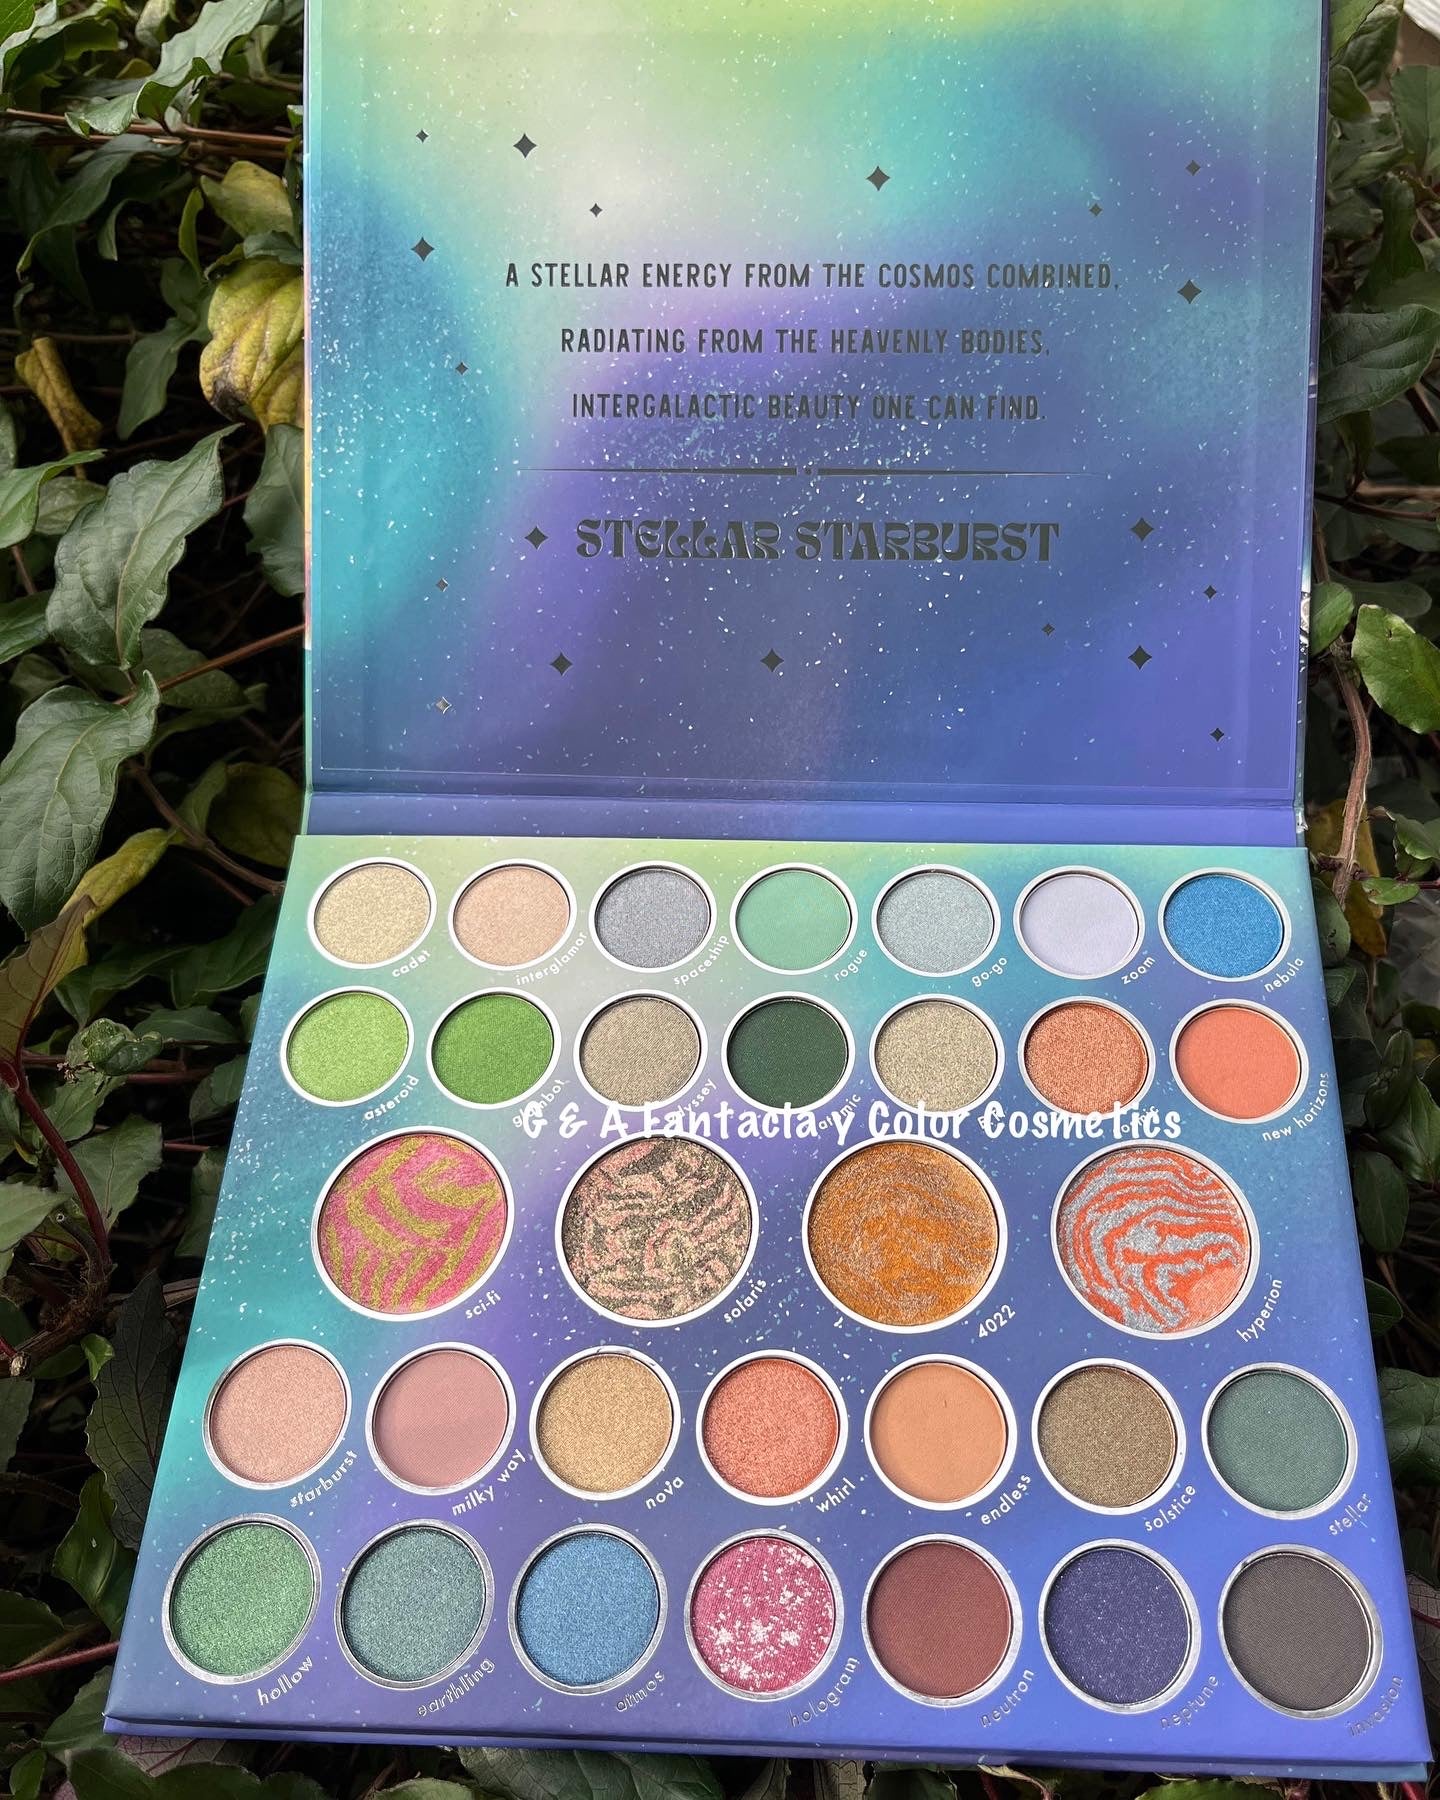 A STELLAR ENERGY FROM THE COSMOS COMBINED,
RADIATING FROM THE HEAVENLY BODIES,
INTERGALACTIC BEAUTY ONE CAN FIND.
STELLAR STARBURST
cadet interglamor spaceship rogue go-go zoom nebula
asteroid new horizons
G & A Fantacia y Color Cosmetics
sci-fi solaris 4022 hyperion
starburst milky way nova whirl endless solstice stellar
hollow earthling atmos hologram neutron neptune invasion